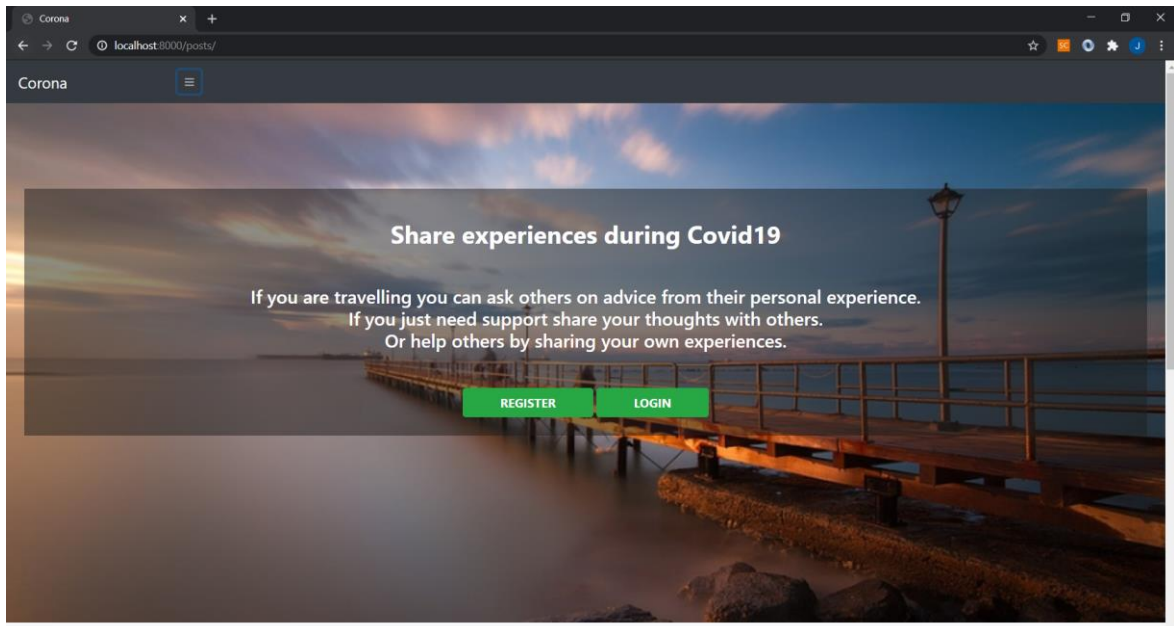 Corona
localhost:8000/posts/
SC
J
Corona
Share experiences during Covid19
If you are travelling you can ask others on advice from their personal experience.
If you just need support share your thoughts with others.
Or help others by sharing your own experiences.
REGISTER LOGIN